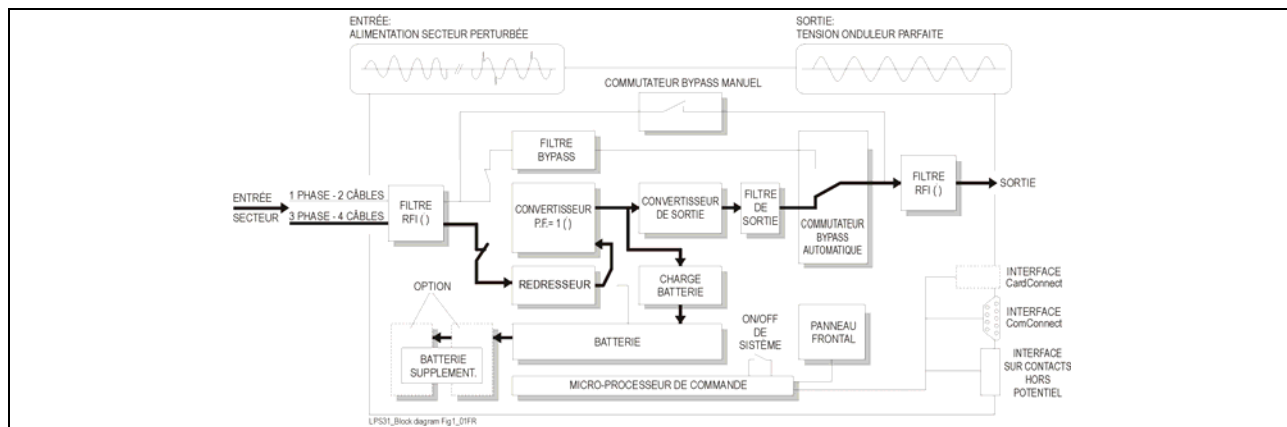 ENTRÉE:
ALIMENTATION SECTEUR PERTURBÉE
SORTIE:
TENSION ONDULEUR PARFAITE
COMMUTATEUR BYPASS MANUEL
FILTRE
BYPASS
ENTRÉE
SECTEUR
1 PHASE - 2 CÂBLES
3 PHASE - 4 CÂBLES
FILTRE
RFI ( )
CONVERTISSEUR
P.F.= 1 ( )
CONVERTISSEUR
DE SORTIE
FILTRE
DE
SORTIE
COMMUTATEUR
BYPASS
AUTOMATIQUE
FILTRE
RFI ( )
SORTIE
REDRESSEUR
CHARGE
BATTERIE
OPTION
BATTERIE
SUPPLEMENT.
BATTERIE
ON/OFF
DE
SISTÈME
PANNEAU
FRONTAL
MICRO-PROCESSEUR DE COMMANDE
INTERFACE
CardConnect
INTERFACE
ComConnect
INTERFACE
SUR CONTACTS
HORS
POTENTIEL
LPS31_Block diagram Fig1_01FR